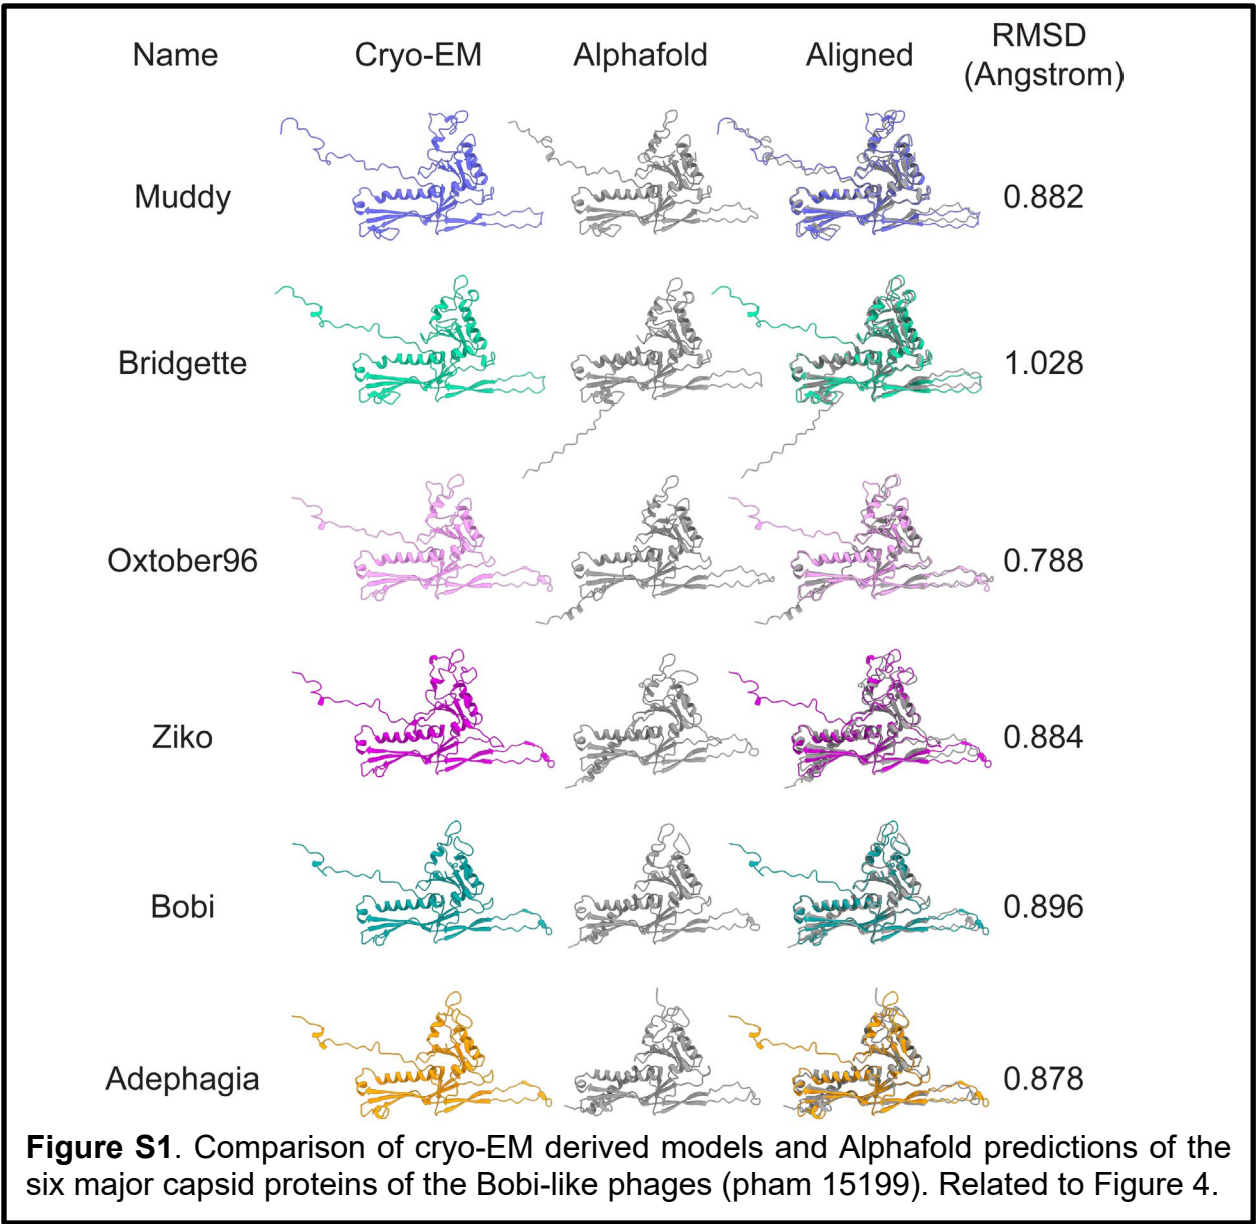 Name Cryo-EM Alphafold Aligned RMSD
(Angstrom)
Muddy 0.882
Bridgette 1.028
Oxtober96 0.788
Ziko 0.884
Bobi 0.896
Adephagia 0.878
Figure S1. Comparison of cryo-EM derived models and Alphafold predictions of the
six major capsid proteins of the Bobi-like phages (pham 15199). Related to Figure 4.